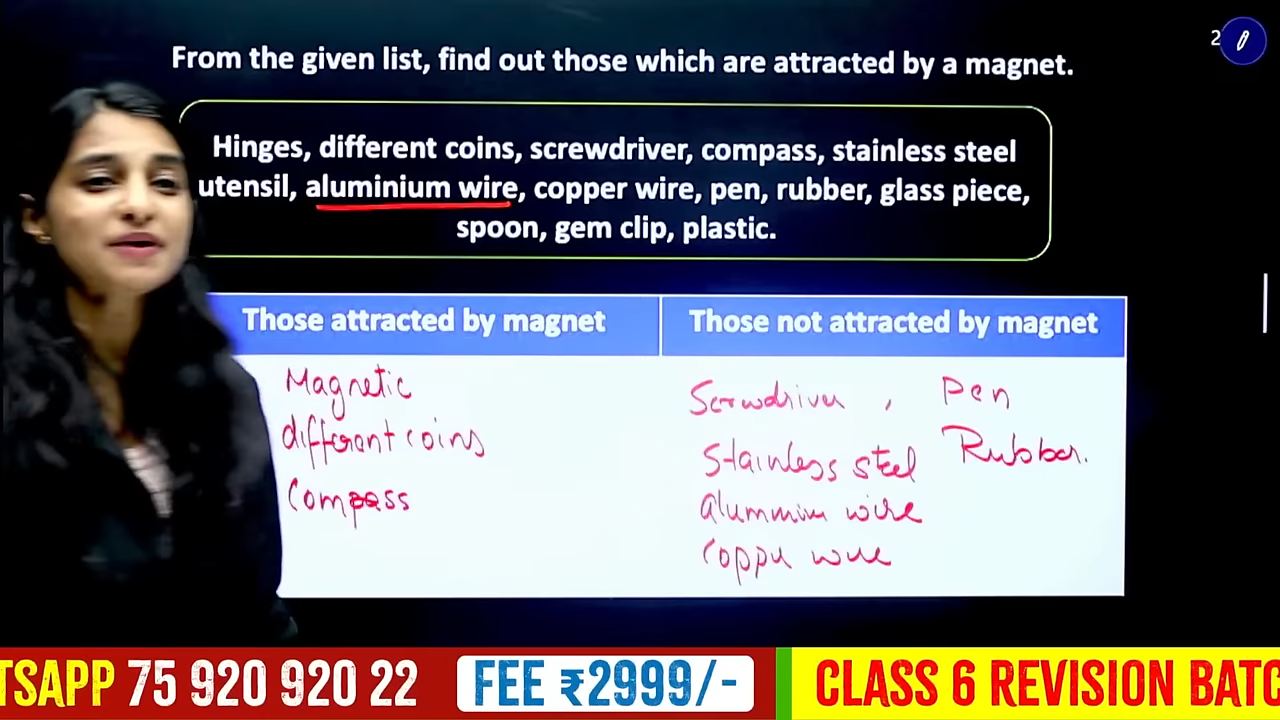 From the given list, find out those which are attracted by a magnet.
2
Hinges, different coins, screwdriver, compass, stainless steel
utensil, aluminium wire, copper wire, pen, rubber, glass piece,
spoon, gem clip, plastic.
Those attracted by magnet
Magnetic
different coins
Compass
Those not attracted by magnet
Screwdriver , Pen
Stainless steel Rubber.
alummium wire
Copper wire
TSAPP 75 920 920 22
FEE ₹2999/-
CLASS 6 REVISION BATC